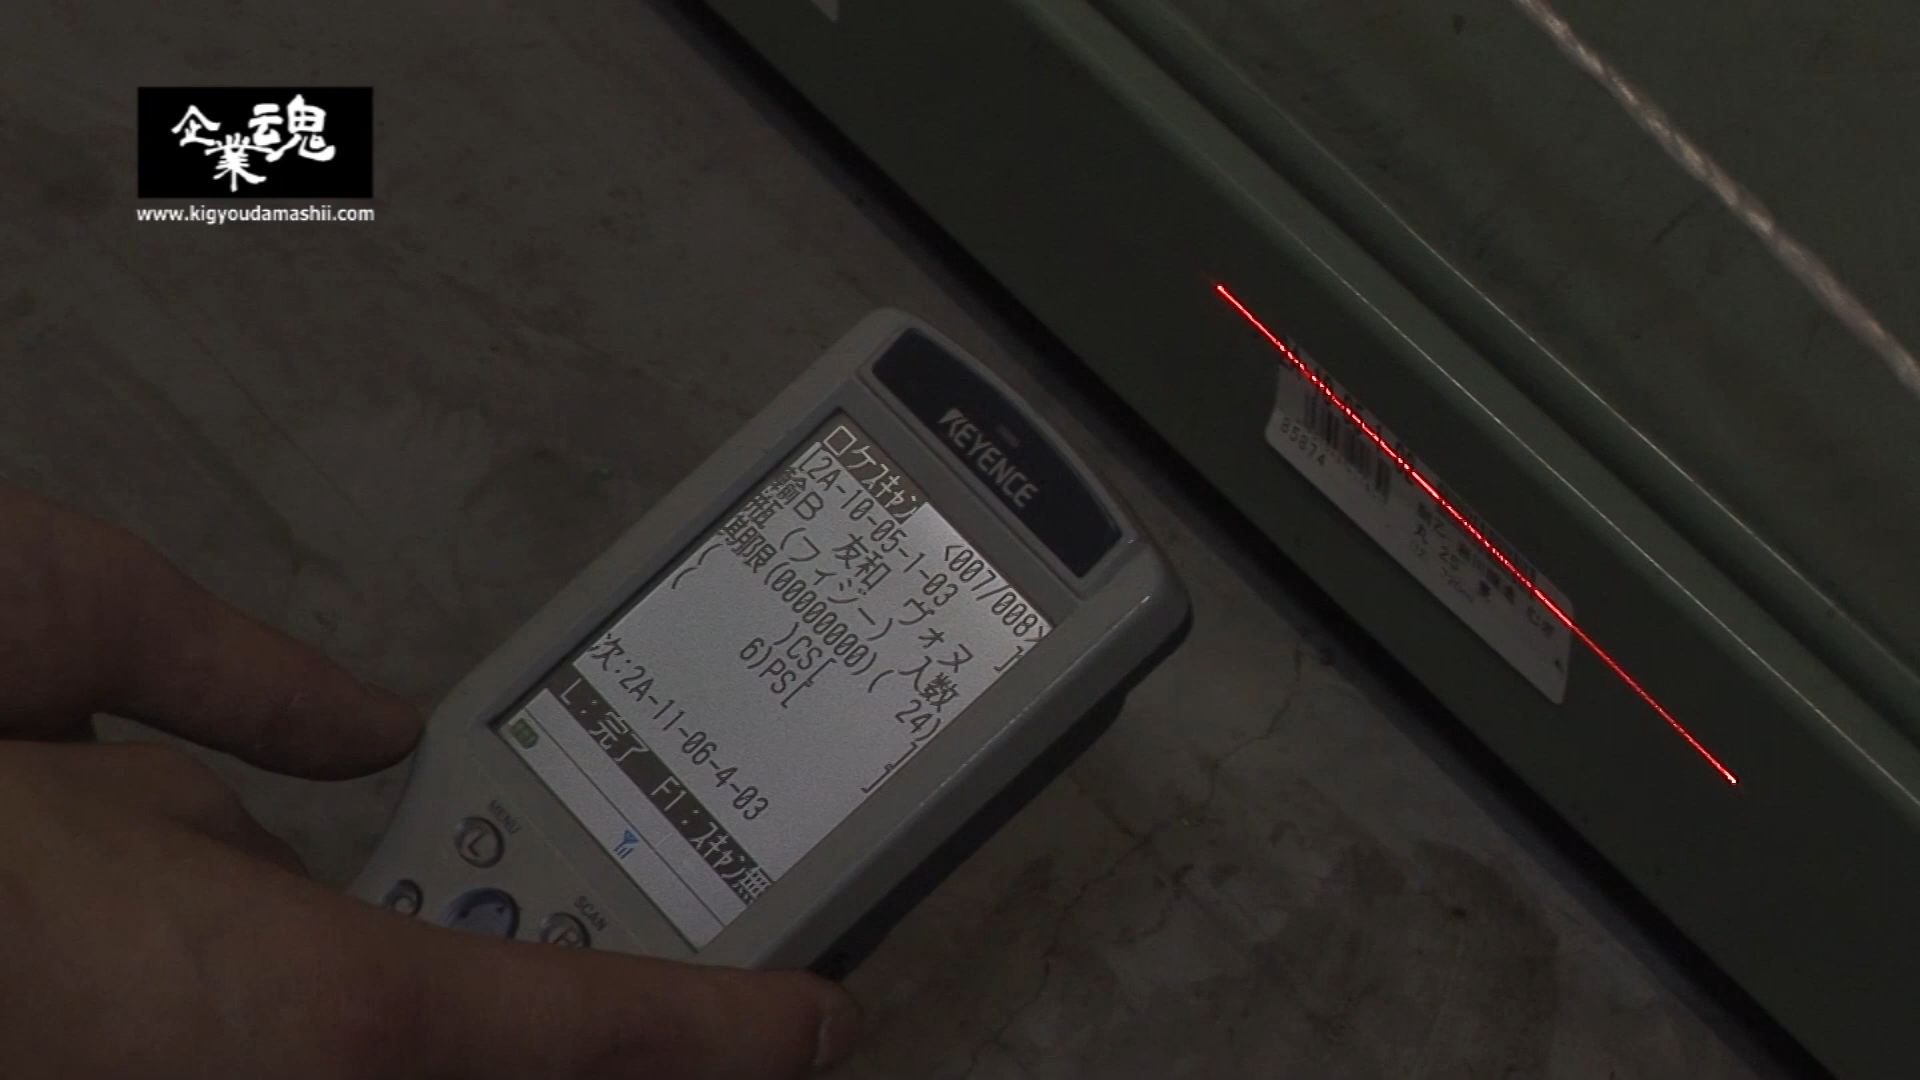 企業魂
www.kigyoudamashii.com
KEYENCE
ロケスキャン <007/008>
[2A-10-05-1-03 ]
輸B 友和 ヴォヌ
瓶(フィジー) 入数
期限(00000000)( 24)
( )CS[ ]
( 6)PS[ ]
次:2A-11-06-4-03
L:完了 F1:スキャン無
MENU
L
SCAN
85874